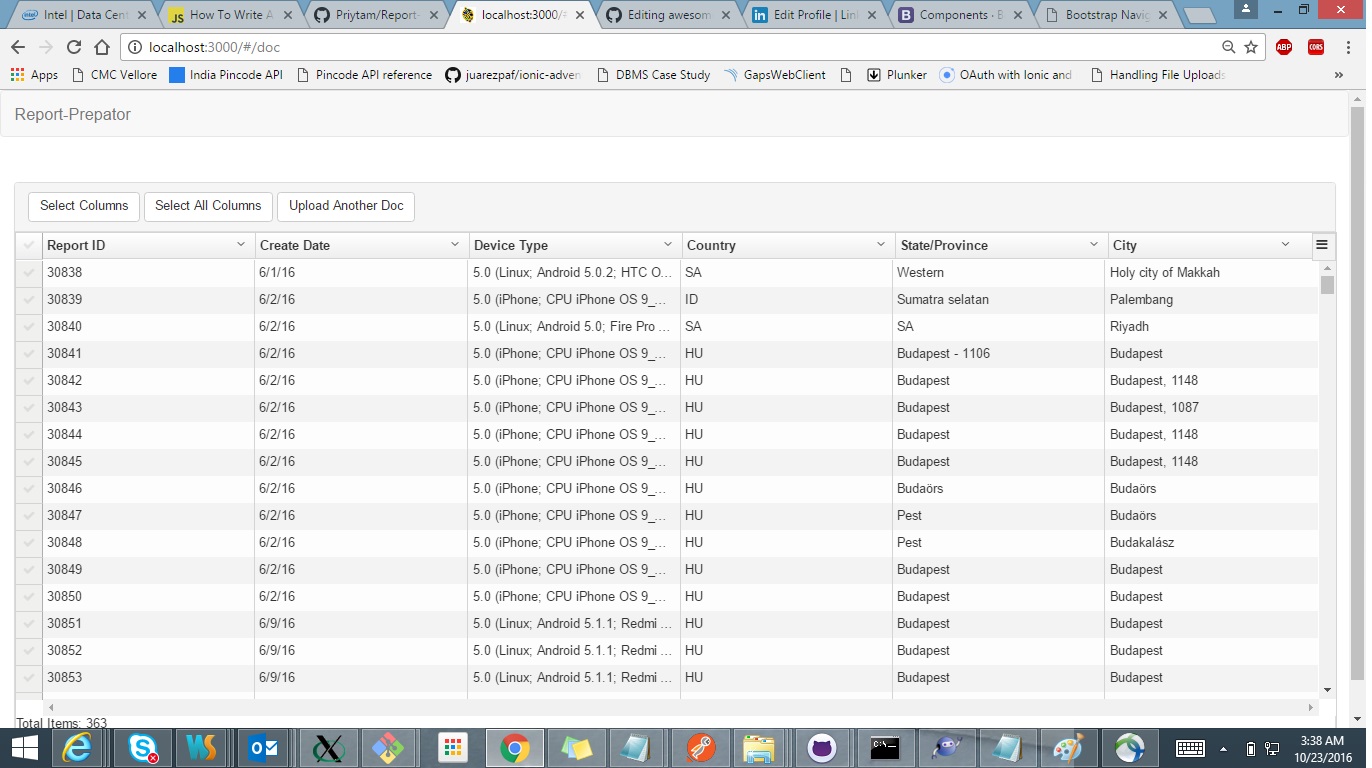 Intel | Data Cent
How To Write A
Priytam/Report-
localhost:3000/#
Editing awesom
Edit Profile | Lin
Components · B
Bootstrap Navig
localhost:3000/#/doc
ABP
CORS
Apps
CMC Vellore
India Pincode API
Pincode API reference
juarezpaf/ionic-adven
DBMS Case Study
GapsWebClient
Plunker
OAuth with Ionic and
Handling File Uploads
»
Report-Prepator
Select Columns Select All Columns Upload Another Doc
Report ID Create Date Device Type Country State/Province City
30838 6/1/16 5.0 (Linux; Android 5.0.2; HTC O... SA Western Holy city of Makkah
30839 6/2/16 5.0 (iPhone; CPU iPhone OS 9_... ID Sumatra selatan Palembang
30840 6/2/16 5.0 (Linux; Android 5.0; Fire Pro ... SA SA Riyadh
30841 6/2/16 5.0 (iPhone; CPU iPhone OS 9_... HU Budapest - 1106 Budapest
30842 6/2/16 5.0 (iPhone; CPU iPhone OS 9_... HU Budapest Budapest, 1148
30843 6/2/16 5.0 (iPhone; CPU iPhone OS 9_... HU Budapest Budapest, 1087
30844 6/2/16 5.0 (iPhone; CPU iPhone OS 9_... HU Budapest Budapest, 1148
30845 6/2/16 5.0 (iPhone; CPU iPhone OS 9_... HU Budapest Budapest, 1148
30846 6/2/16 5.0 (iPhone; CPU iPhone OS 9_... HU Budaörs Budaörs
30847 6/2/16 5.0 (iPhone; CPU iPhone OS 9_... HU Pest Budaörs
30848 6/2/16 5.0 (iPhone; CPU iPhone OS 9_... HU Pest Budakalász
30849 6/2/16 5.0 (iPhone; CPU iPhone OS 9_... HU Budapest Budapest
30850 6/2/16 5.0 (iPhone; CPU iPhone OS 9_... HU Budapest Budapest
30851 6/9/16 5.0 (Linux; Android 5.1.1; Redmi ... HU Budapest Budapest
30852 6/9/16 5.0 (Linux; Android 5.1.1; Redmi ... HU Budapest Budapest
30853 6/9/16 5.0 (Linux; Android 5.1.1; Redmi ... HU Budapest Budapest
Total Items: 363
3:38 AM
10/23/2016